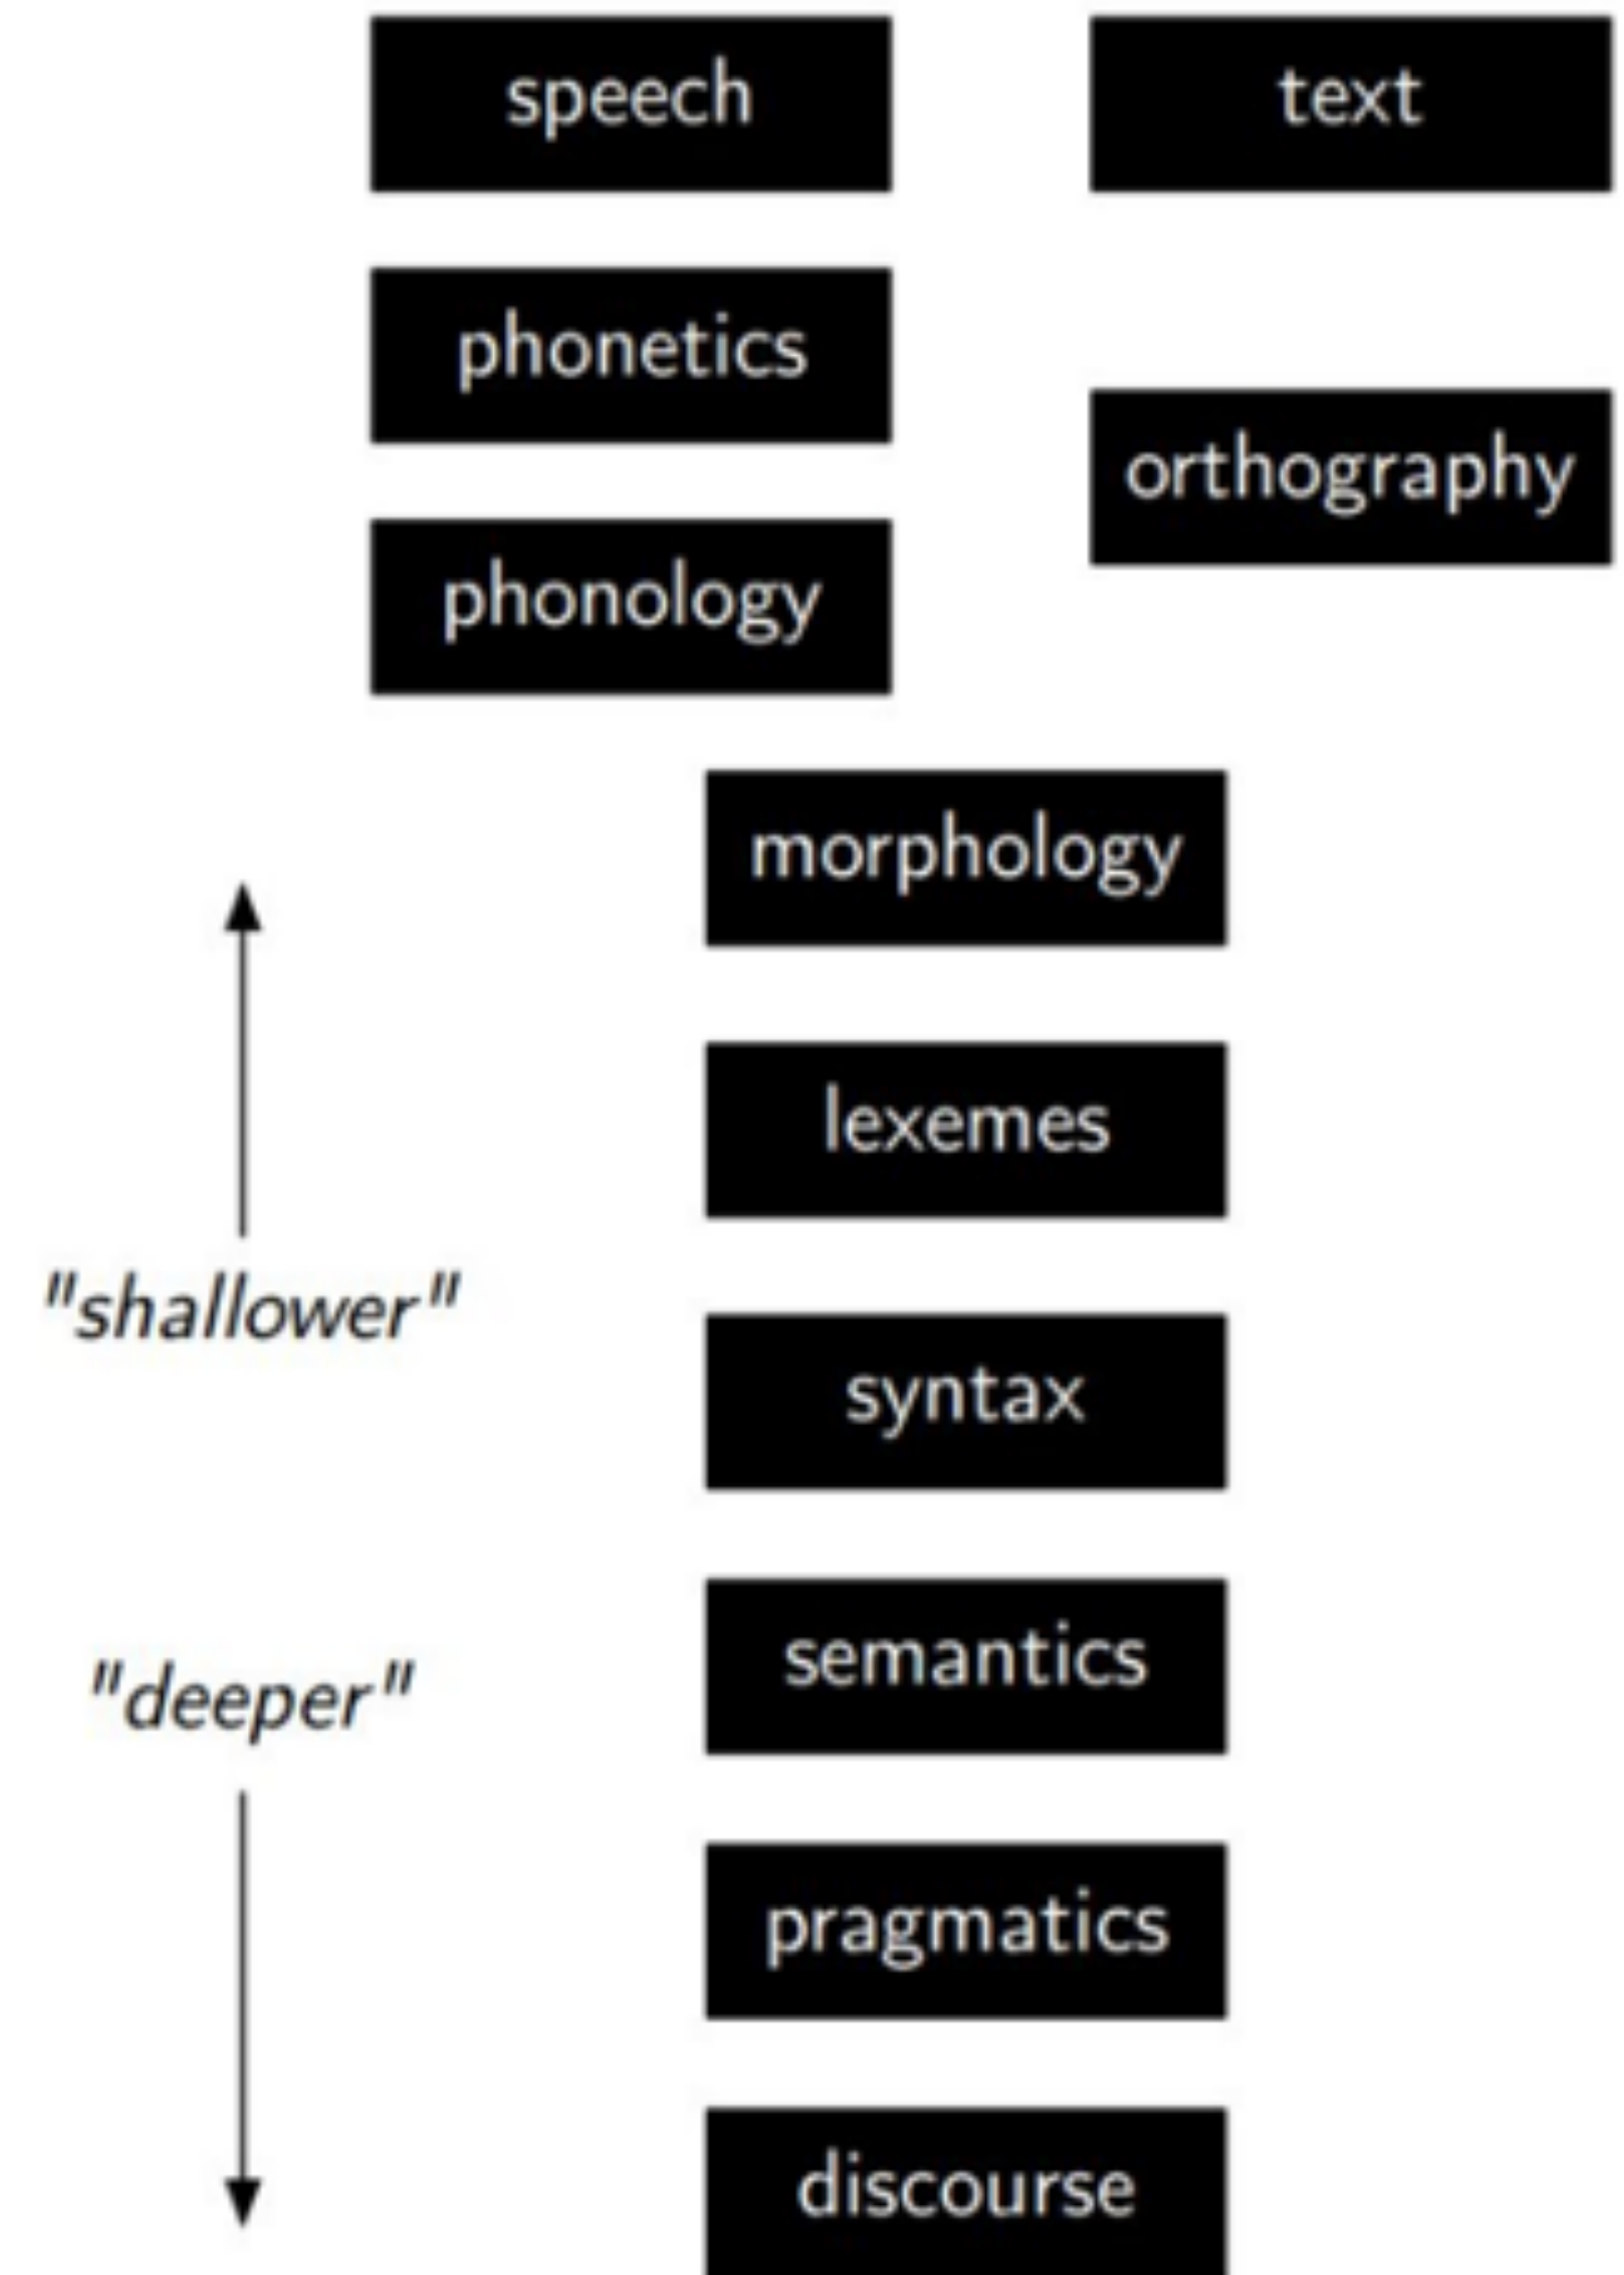 speech
text
phonetics
orthography
phonology
morphology
lexemes
"shallower"
syntax
semantics
"deeper"
pragmatics
discourse